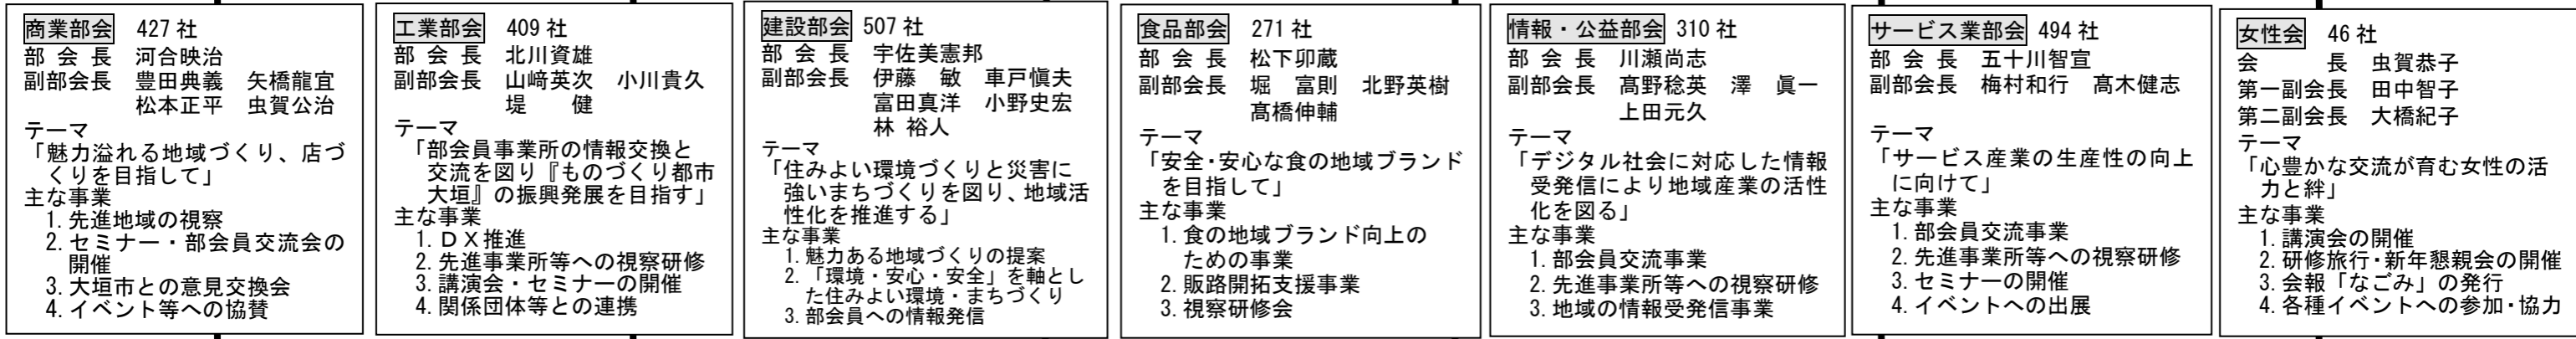 商業部会 427 社
部 会 長 河合映治
副部会長 豊田典義 矢橋龍宜
松本正平 虫賀公治
テーマ
「魅力溢れる地域づくり、店づ
くりを目指して」
主な事業
1. 先進地域の視察
2. セミナー・部会員交流会の
開催
3. 大垣市との意見交換会
4. イベント等への協賛
工業部会 409 社
部 会 長 北川資雄
副部会長 山﨑英次 小川貴久
堤 健
テーマ
「部会員事業所の情報交換と
交流を図り『ものづくり都市
大垣』の振興発展を目指す」
主な事業
1. ＤＸ推進
2. 先進事業所等への視察研修
3. 講演会・セミナーの開催
4. 関係団体等との連携
建設部会 507 社
部 会 長 宇佐美憲邦
副部会長 伊藤 敏 車戸愼夫
富田真洋 小野史宏
林 裕人
テーマ
「住みよい環境づくりと災害に
強いまちづくりを図り、地域活
性化を推進する」
主な事業
1. 魅力ある地域づくりの提案
2. 「環境・安心・安全」を軸とし
た住みよい環境・まちづくり
3. 部会員への情報発信
食品部会 271 社
部 会 長 松下卯蔵
副部会長 堀 富則 北野英樹
髙橋伸輔
テーマ
「安全・安心な食の地域ブランド
を目指して」
主な事業
1. 食の地域ブランド向上の
ための事業
2. 販路開拓支援事業
3. 視察研修会
情報・公益部会 310 社
部 会 長 川瀬尚志
副部会長 髙野稔英 澤 眞一
上田元久
テーマ
「デジタル社会に対応した情報
受発信により地域産業の活性
化を図る」
主な事業
1. 部会員交流事業
2. 先進事業所等への視察研修
3. 地域の情報受発信事業
サービス業部会 494 社
部 会 長 五十川智宣
副部会長 梅村和行 髙木健志
テーマ
「サービス産業の生産性の向上
に向けて」
主な事業
1. 部会員交流事業
2. 先進事業所等への視察研修
3. セミナーの開催
4. イベントへの出展
女性会 46 社
会 長 虫賀恭子
第一副会長 田中智子
第二副会長 大橋紀子
テーマ
「心豊かな交流が育む女性の活
力と絆」
主な事業
1. 講演会の開催
2. 研修旅行・新年懇親会の開催
3. 会報「なごみ」の発行
4. 各種イベントへの参加・協力